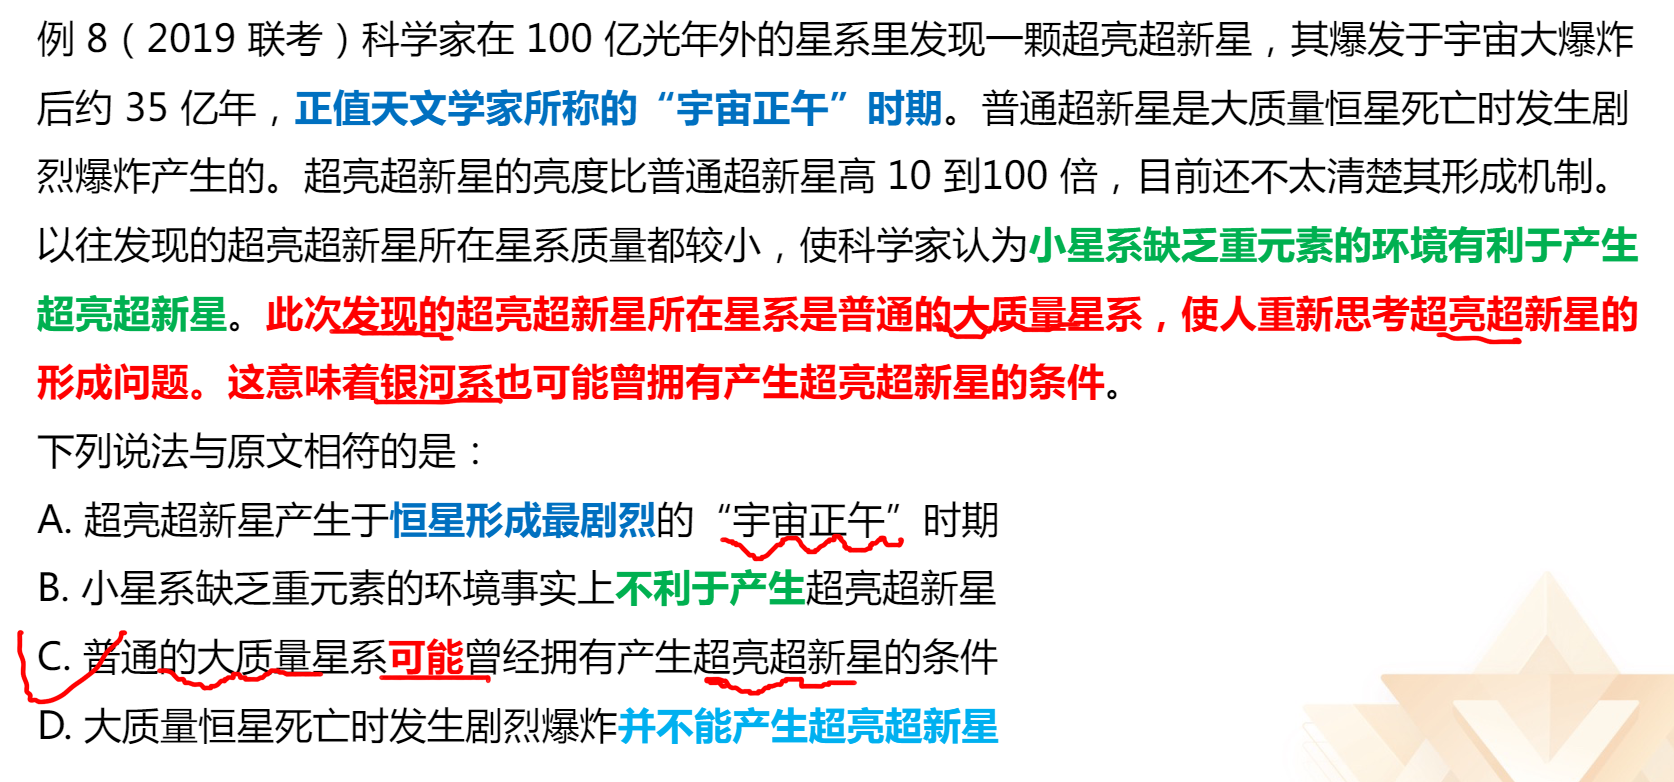 例 8（2019 联考）科学家在 100 亿光年外的星系里发现一颗超亮超新星，其爆发于宇宙大爆炸
后约 35 亿年，正值天文学家所称的“宇宙正午”时期。普通超新星是大质量恒星死亡时发生剧
烈爆炸产生的。超亮超新星的亮度比普通超新星高 10 到100 倍，目前还不太清楚其形成机制。
以往发现的超亮超新星所在星系质量都较小，使科学家认为小星系缺乏重元素的环境有利于产生
超亮超新星。此次发现的超亮超新星所在星系是普通的大质量星系，使人重新思考超亮超新星的
形成问题。这意味着银河系也可能曾拥有产生超亮超新星的条件。
下列说法与原文相符的是：
A. 超亮超新星产生于恒星形成最剧烈的“宇宙正午”时期
B. 小星系缺乏重元素的环境事实上不利于产生超亮超新星
C. 普通的大质量星系可能曾经拥有产生超亮超新星的条件
D. 大质量恒星死亡时发生剧烈爆炸并不能产生超亮超新星